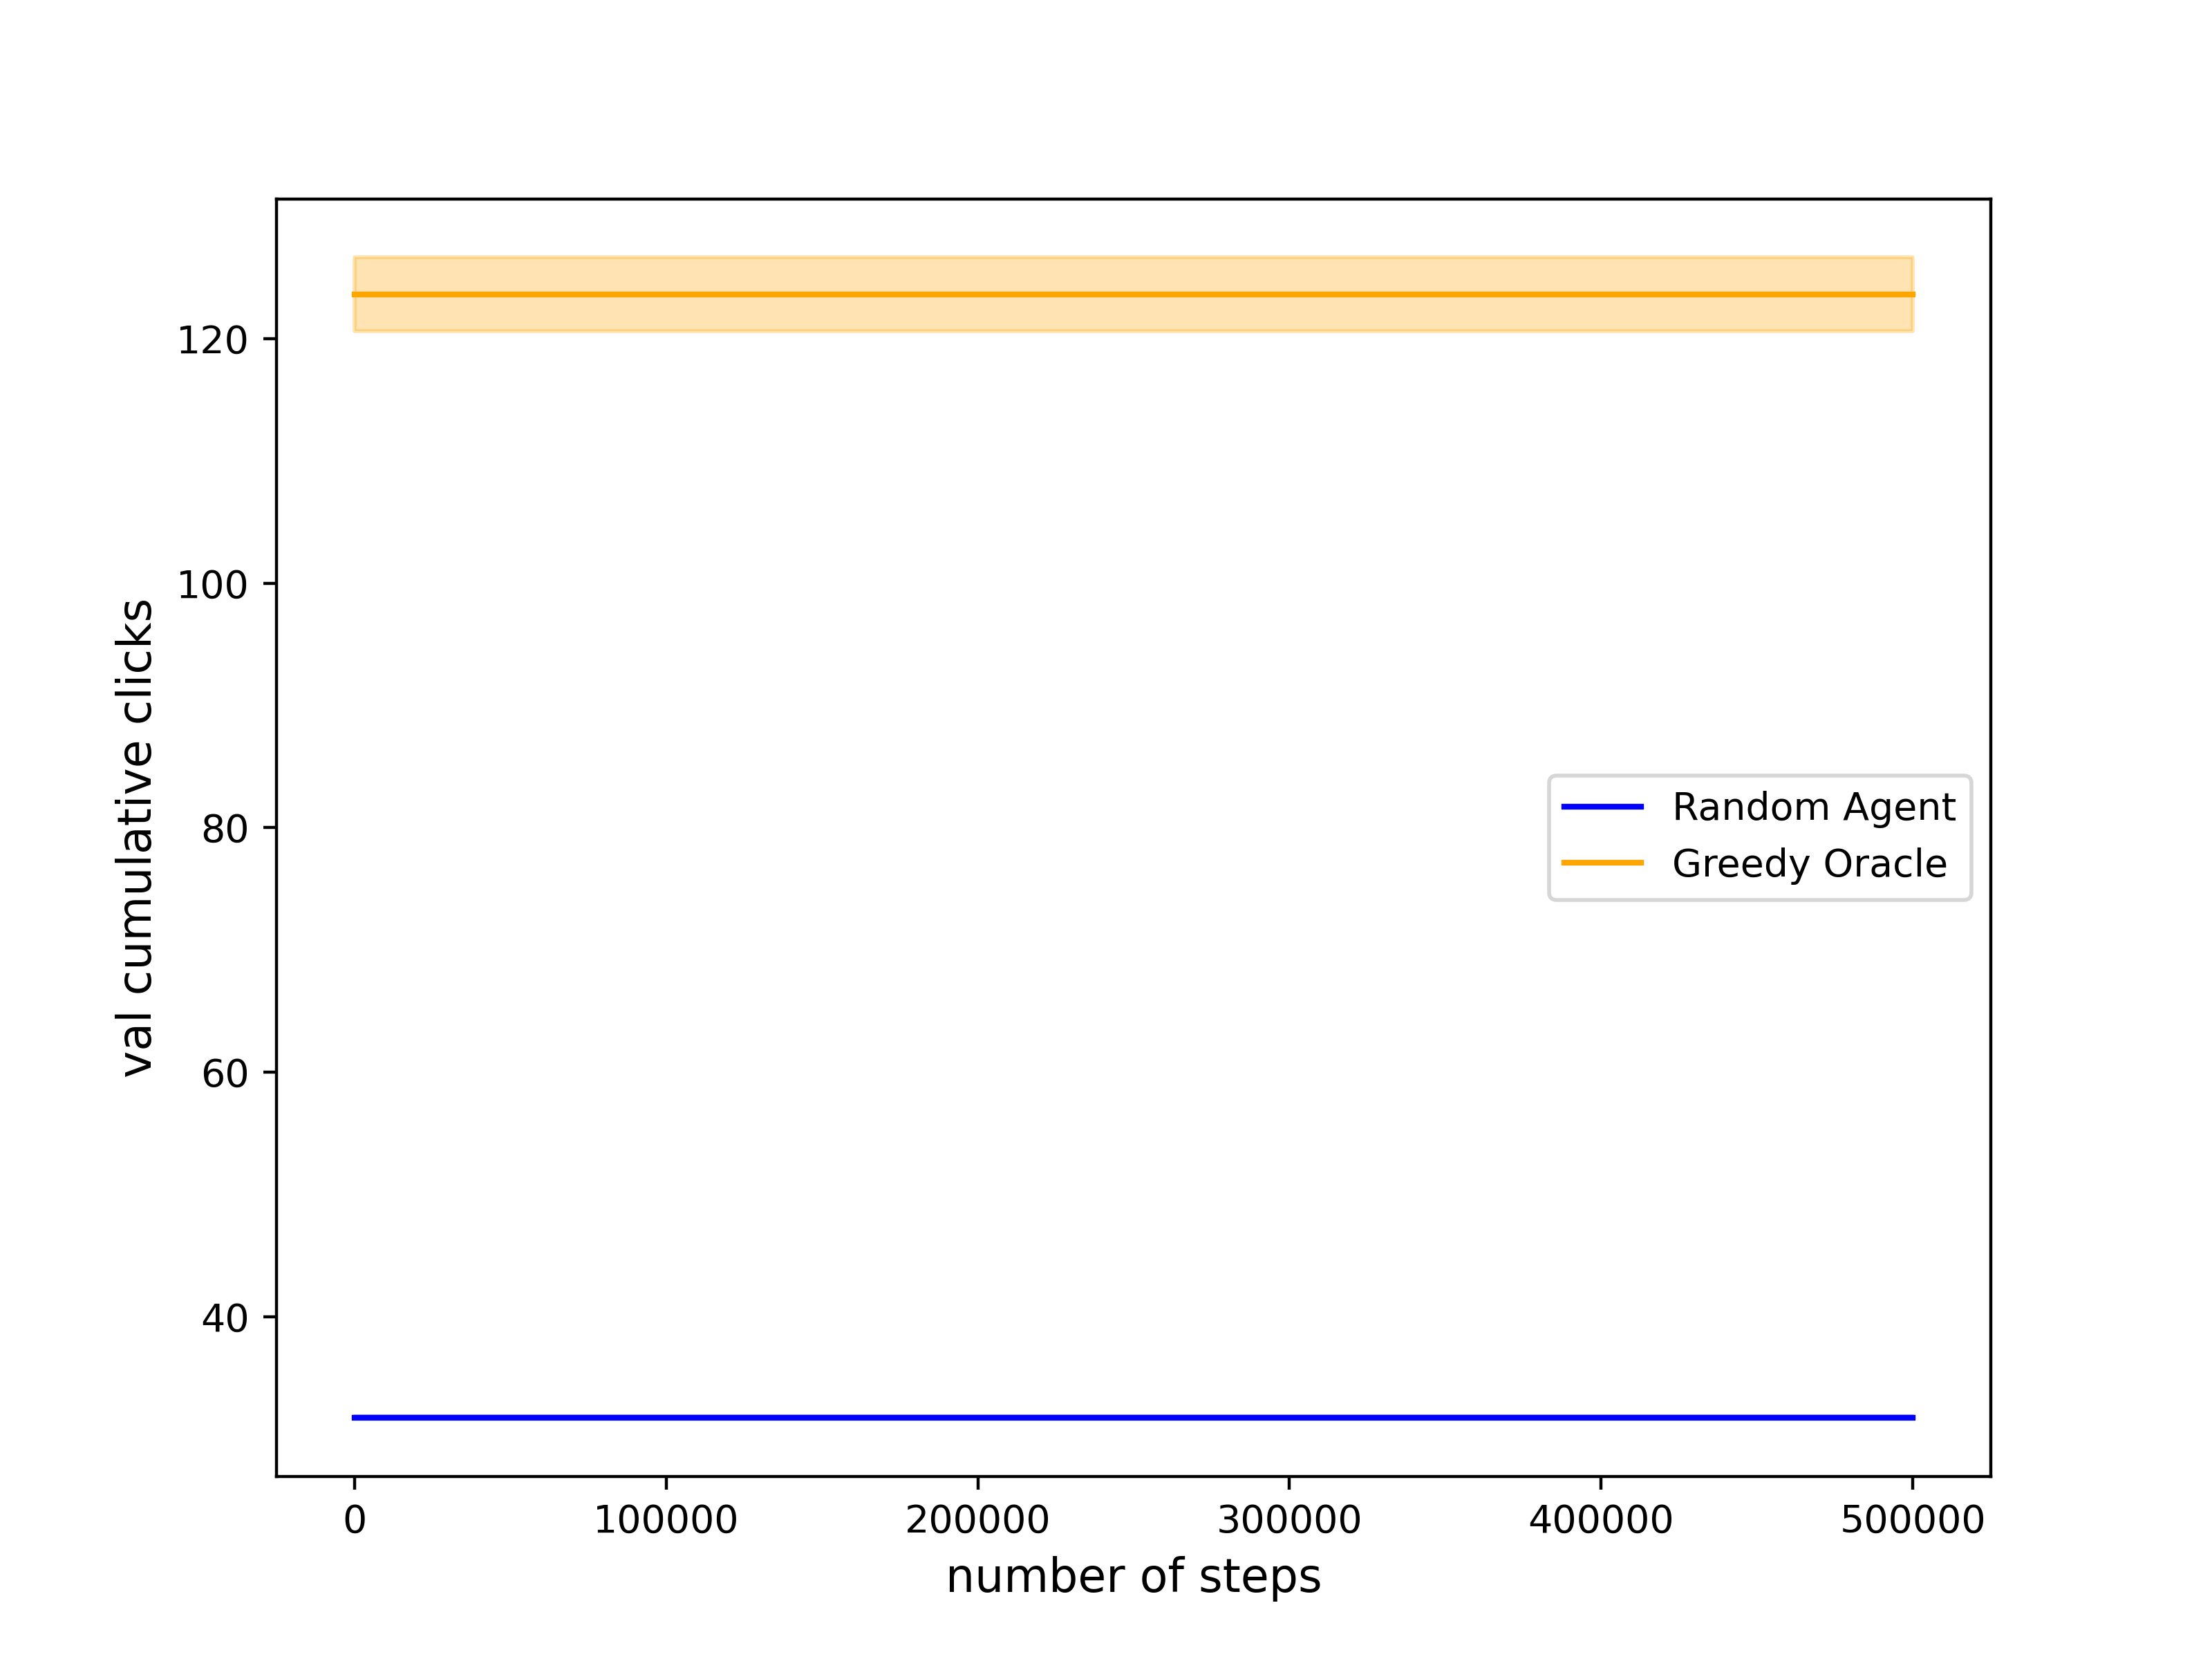 120
100
80
60
40
val cumulative clicks
Random Agent
Greedy Oracle
0 100000 200000 300000 400000 500000
number of steps